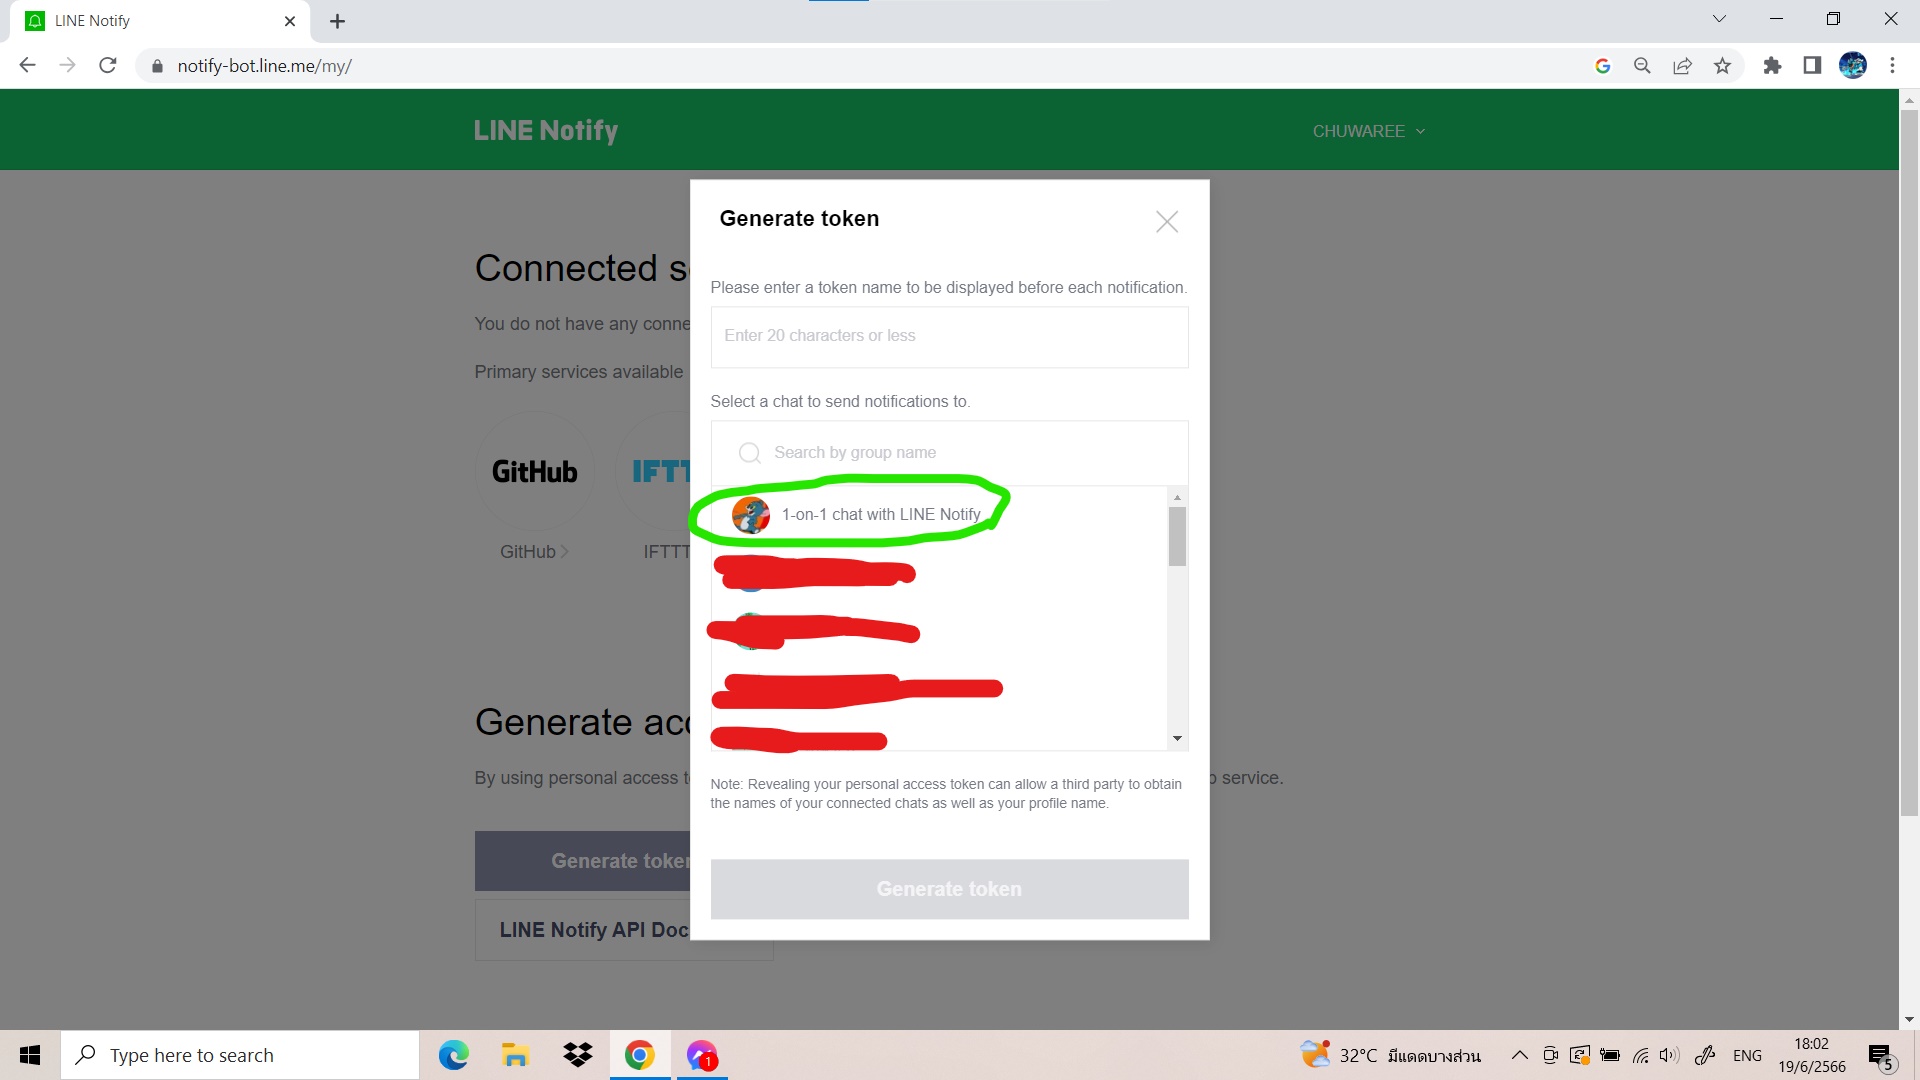 LINE Notify
notify-bot.line.me/my/
LINE Notify
CHUWAREE
Generate token
Connected s
Please enter a token name to be displayed before each notification.
You do not have any conne
Enter 20 characters or less
Primary services available
Select a chat to send notifications to.
Search by group name
GitHub
IFTT
1-on-1 chat with LINE Notify
GitHub
IFTTT
Generate acc
By using personal access t
b service.
Note: Revealing your personal access token can allow a third party to obtain
the names of your connected chats as well as your profile name.
Generate token
Generate token
LINE Notify API Doc
Type here to search
1
32°C มีแดดบางส่วน
ENG
18:02
19/6/2566
5